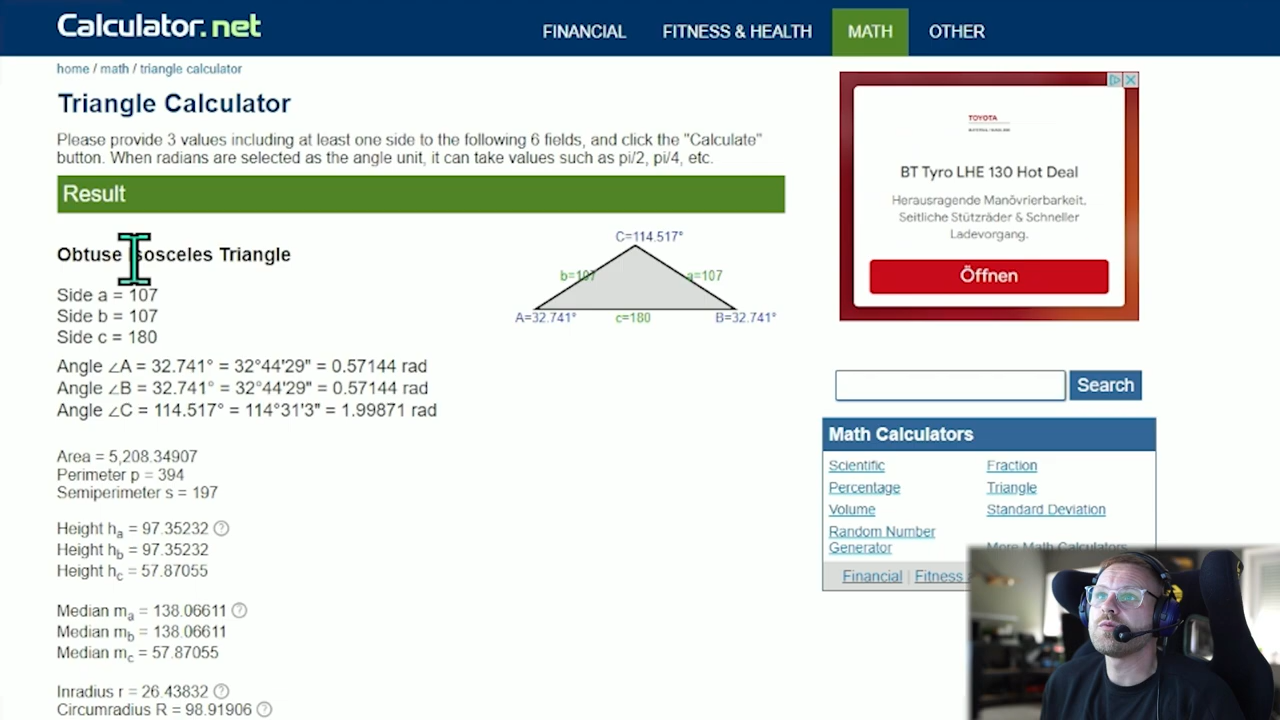 Calculator.net
FINANCIAL
FITNESS & HEALTH
MATH
OTHER
home / math / triangle calculator
Triangle Calculator
Please provide 3 values including at least one side to the following 6 fields, and click the "Calculate"
button. When radians are selected as the angle unit, it can take values such as pi/2, pi/4, etc.
Result
Obtuse Isosceles Triangle
Side a = 107
Side b = 107
Side c = 180
Angle ∠A = 32.741° = 32°44'29" = 0.57144 rad
Angle ∠B = 32.741° = 32°44'29" = 0.57144 rad
Angle ∠C = 114.517° = 114°31'3" = 1.99871 rad
Area = 5,208.34907
Perimeter p = 394
Semiperimeter s = 197
Height ha = 97.35232
Height hb = 97.35232
Height hc = 57.87055
Median ma = 138.06611
Median mb = 138.06611
Median mc = 57.87055
Inradius r = 26.43832
Circumradius R = 98.91906
C=114.517°
b=107
a=107
A=32.741°
c=180
B=32.741°
TOYOTA
BT Tyro LHE 130 Hot Deal
Herausragende Manövrierbarkeit.
Seitliche Stützräder & Schneller
Ladevorgang.
Öffnen
Search
Math Calculators
Scientific
Fraction
Percentage
Triangle
Volume
Standard Deviation
Random Number
Generator
More Math Calculators
Financial | Fitness